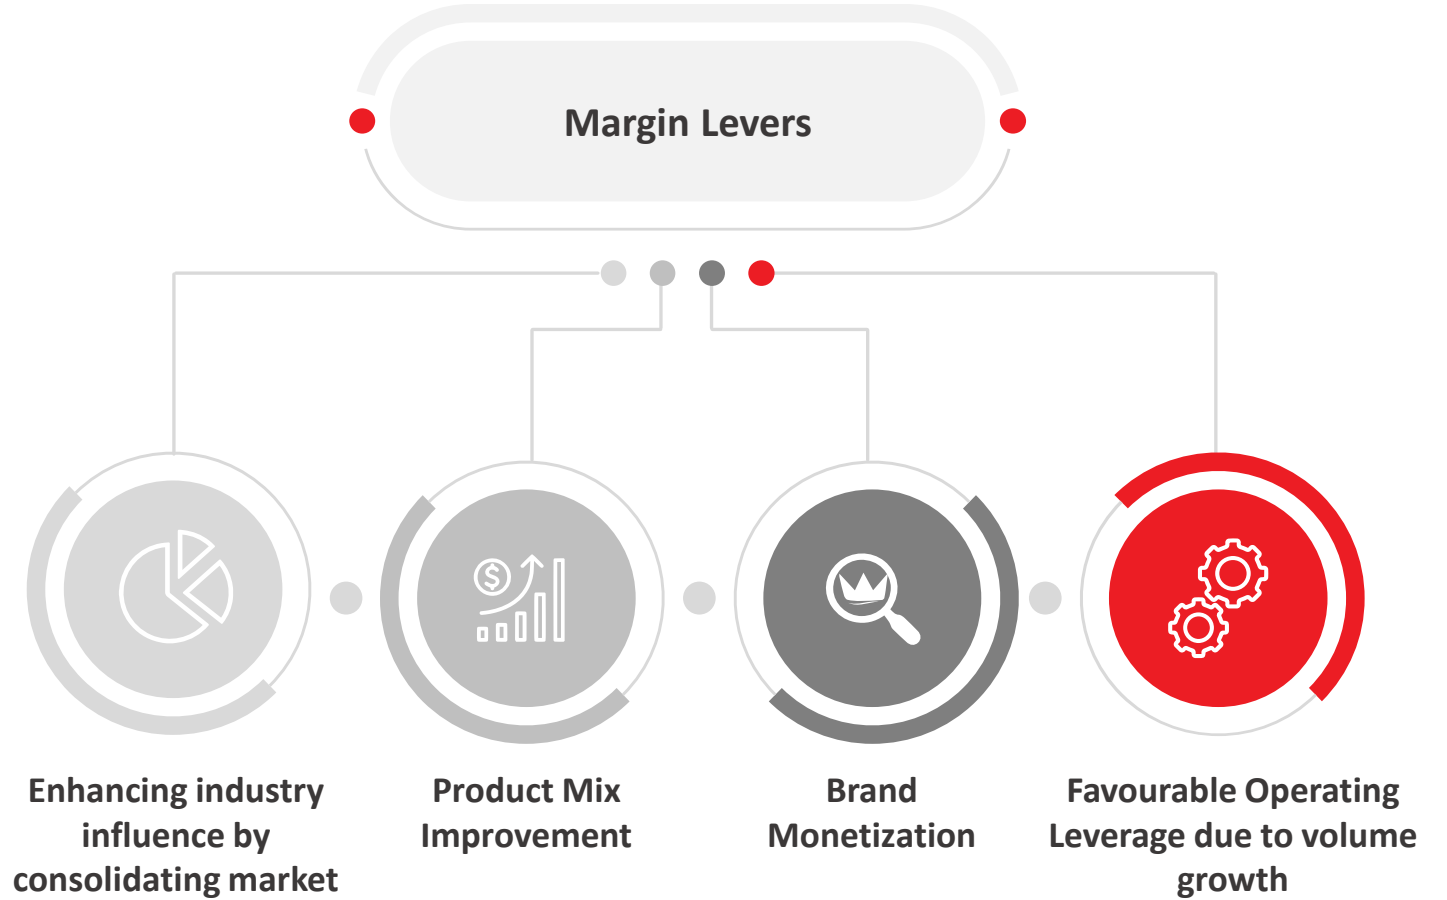 Margin Levers
Enhancing industry
influence by
consolidating market
Product Mix
Improvement
Brand
Monetization
Favourable Operating
Leverage due to volume
growth
$